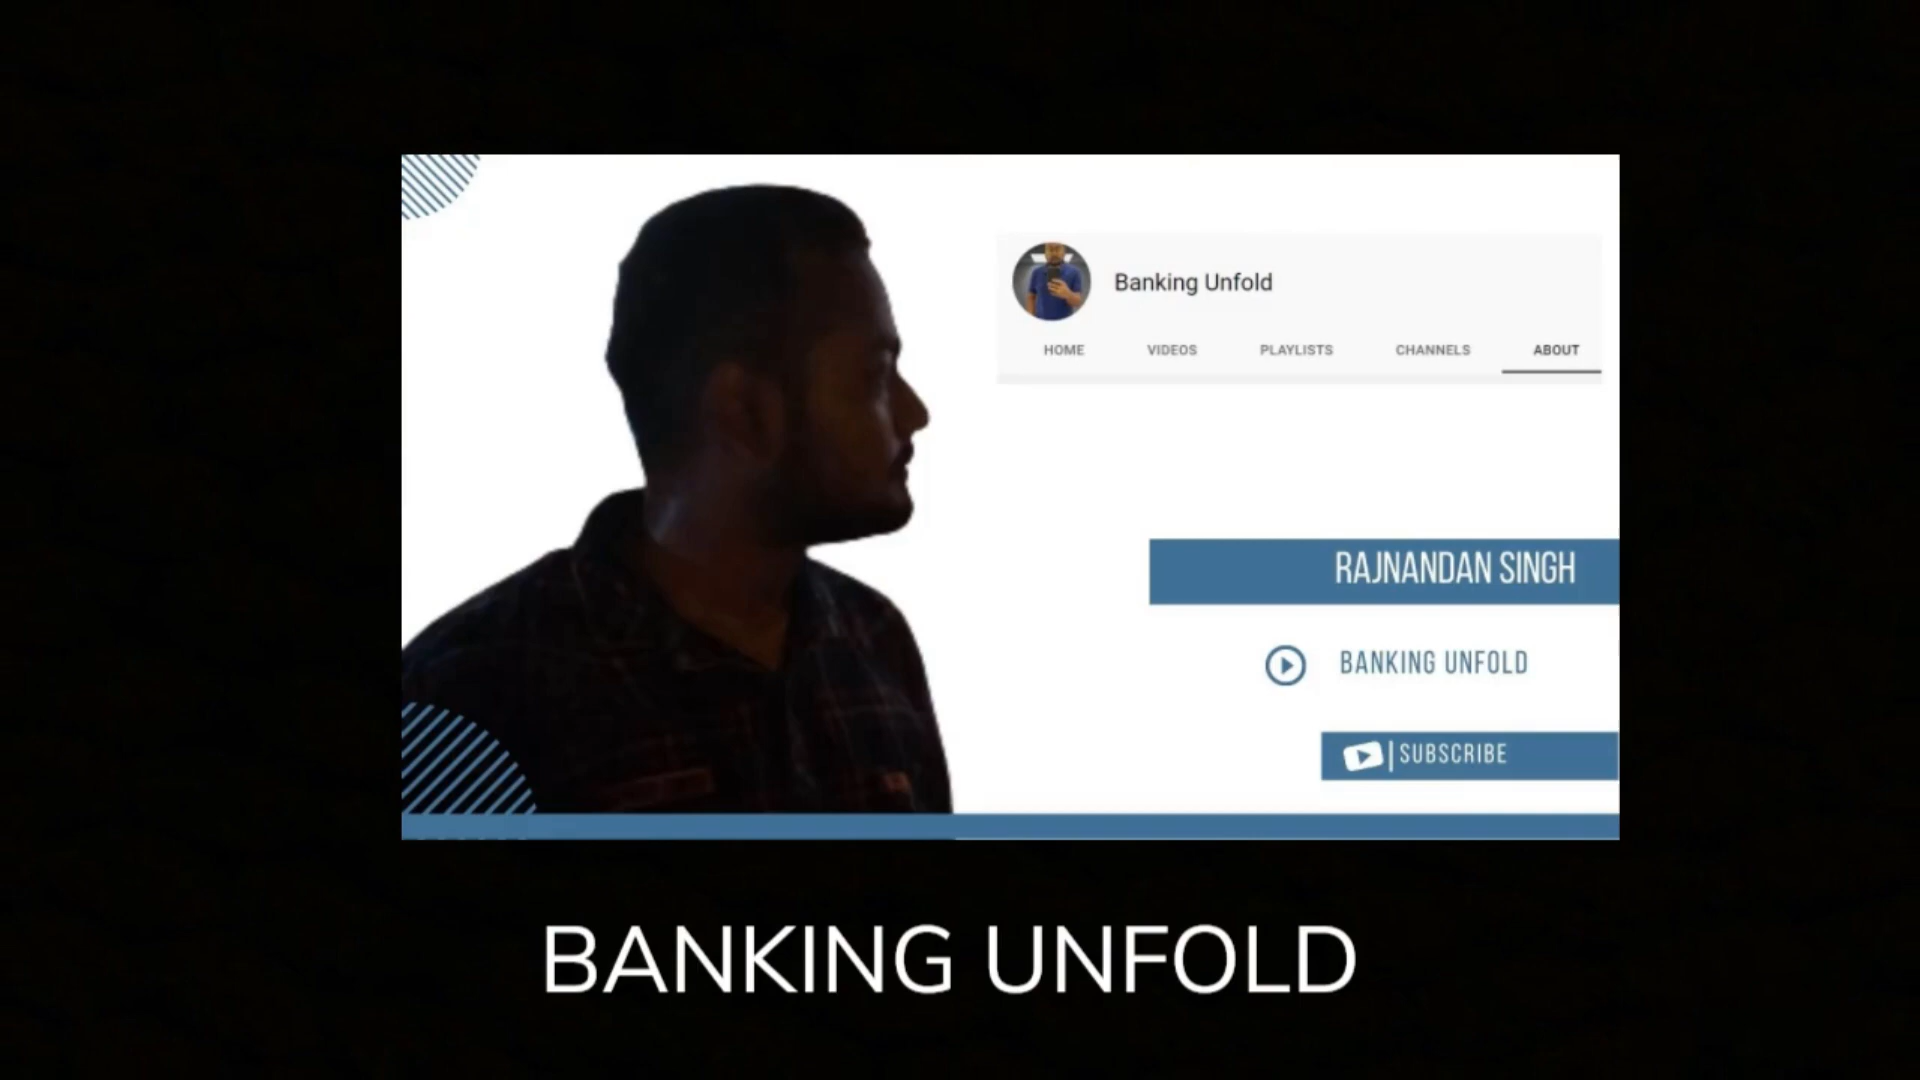 Banking Unfold
HOME VIDEOS PLAYLISTS CHANNELS ABOUT
RAJNANDAN SINGH
BANKING UNFOLD
SUBSCRIBE
BANKING UNFOLD